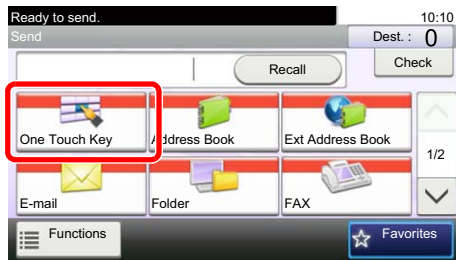 Ready to send. 10:10
Send Dest. : 0
Recall Check
One Touch Key Address Book Ext Address Book
1/2
E-mail Folder FAX
Functions Favorites